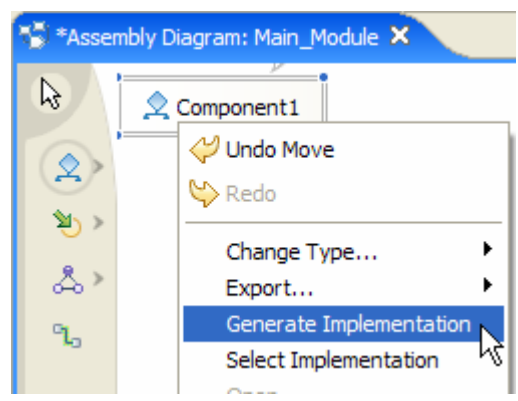 *Assembly Diagram: Main_Module
Component1
Undo Move
Redo
Change Type...
Export...
Generate Implementation
Select Implementation